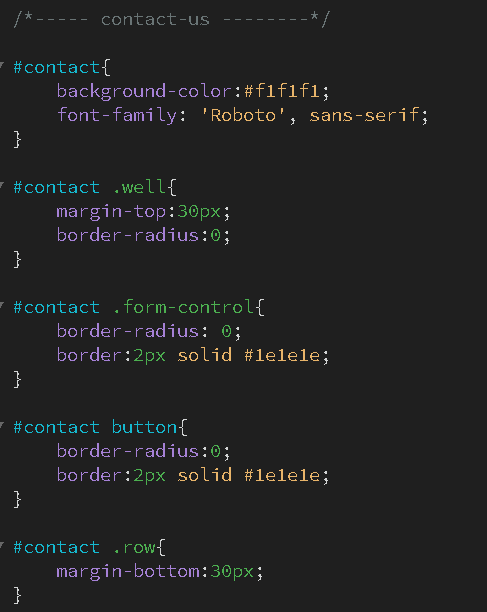 /*----- contact-us --------*/
#contact{
background-color:#f1f1f1;
font-family: 'Roboto', sans-serif;
}
#contact .well{
margin-top:30px;
border-radius:0;
}
#contact .form-control{
border-radius: 0;
border:2px solid #1e1e1e;
}
#contact button{
border-radius:0;
border:2px solid #1e1e1e;
}
#contact .row{
margin-bottom:30px;
}